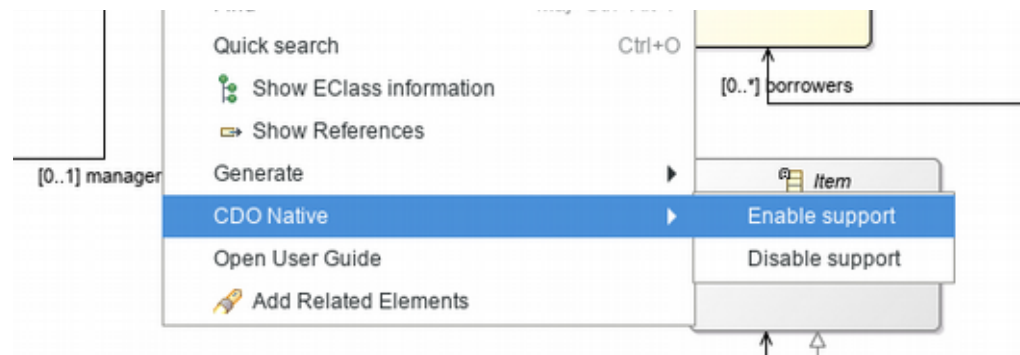 Quick search Ctrl+O
Show EClass information
[0..*] borrowers
Show References
[0..1] manager
Generate
Item
CDO Native
Enable support
Open User Guide
Disable support
Add Related Elements